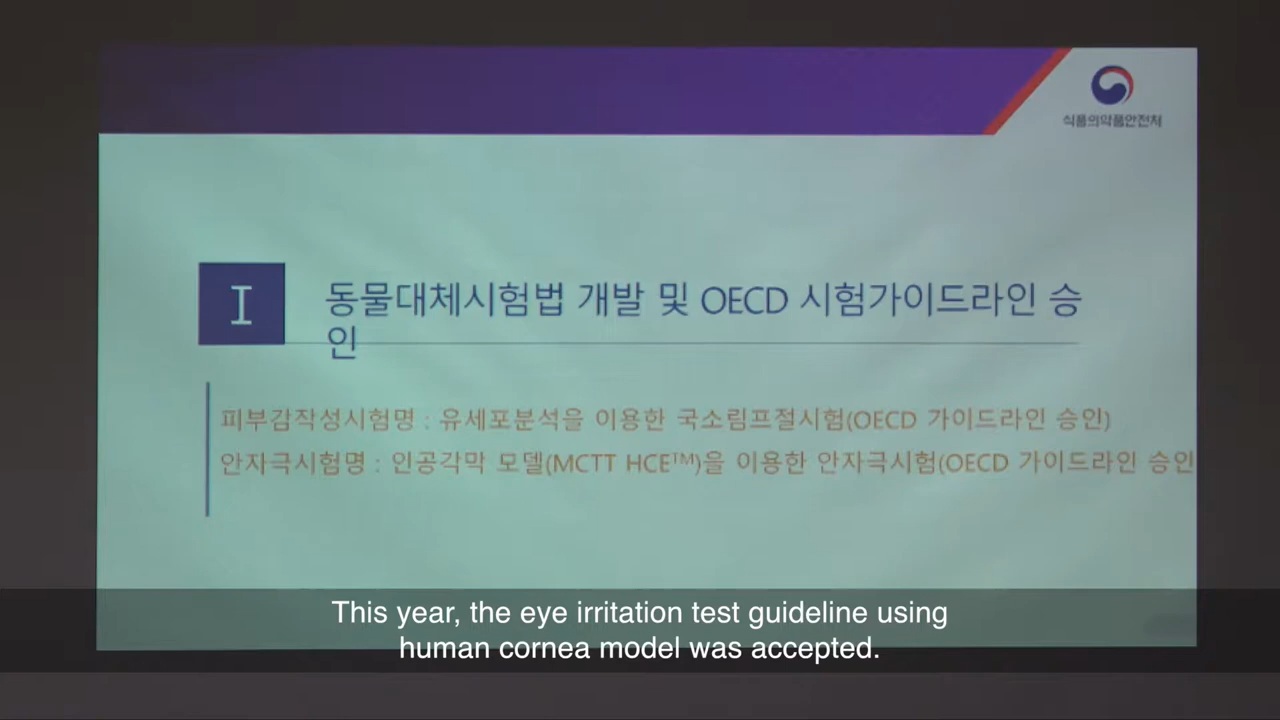 식품의약품안전처
I
동물대체시험법 개발 및 OECD 시험가이드라인 승
인
피부감작성시험명 : 유세포분석을 이용한 국소림프절시험(OECD 가이드라인 승인)
안자극시험명 : 인공각막 모델(MCTT HCE™)을 이용한 안자극시험(OECD 가이드라인 승인
This year, the eye irritation test guideline using
human cornea model was accepted.